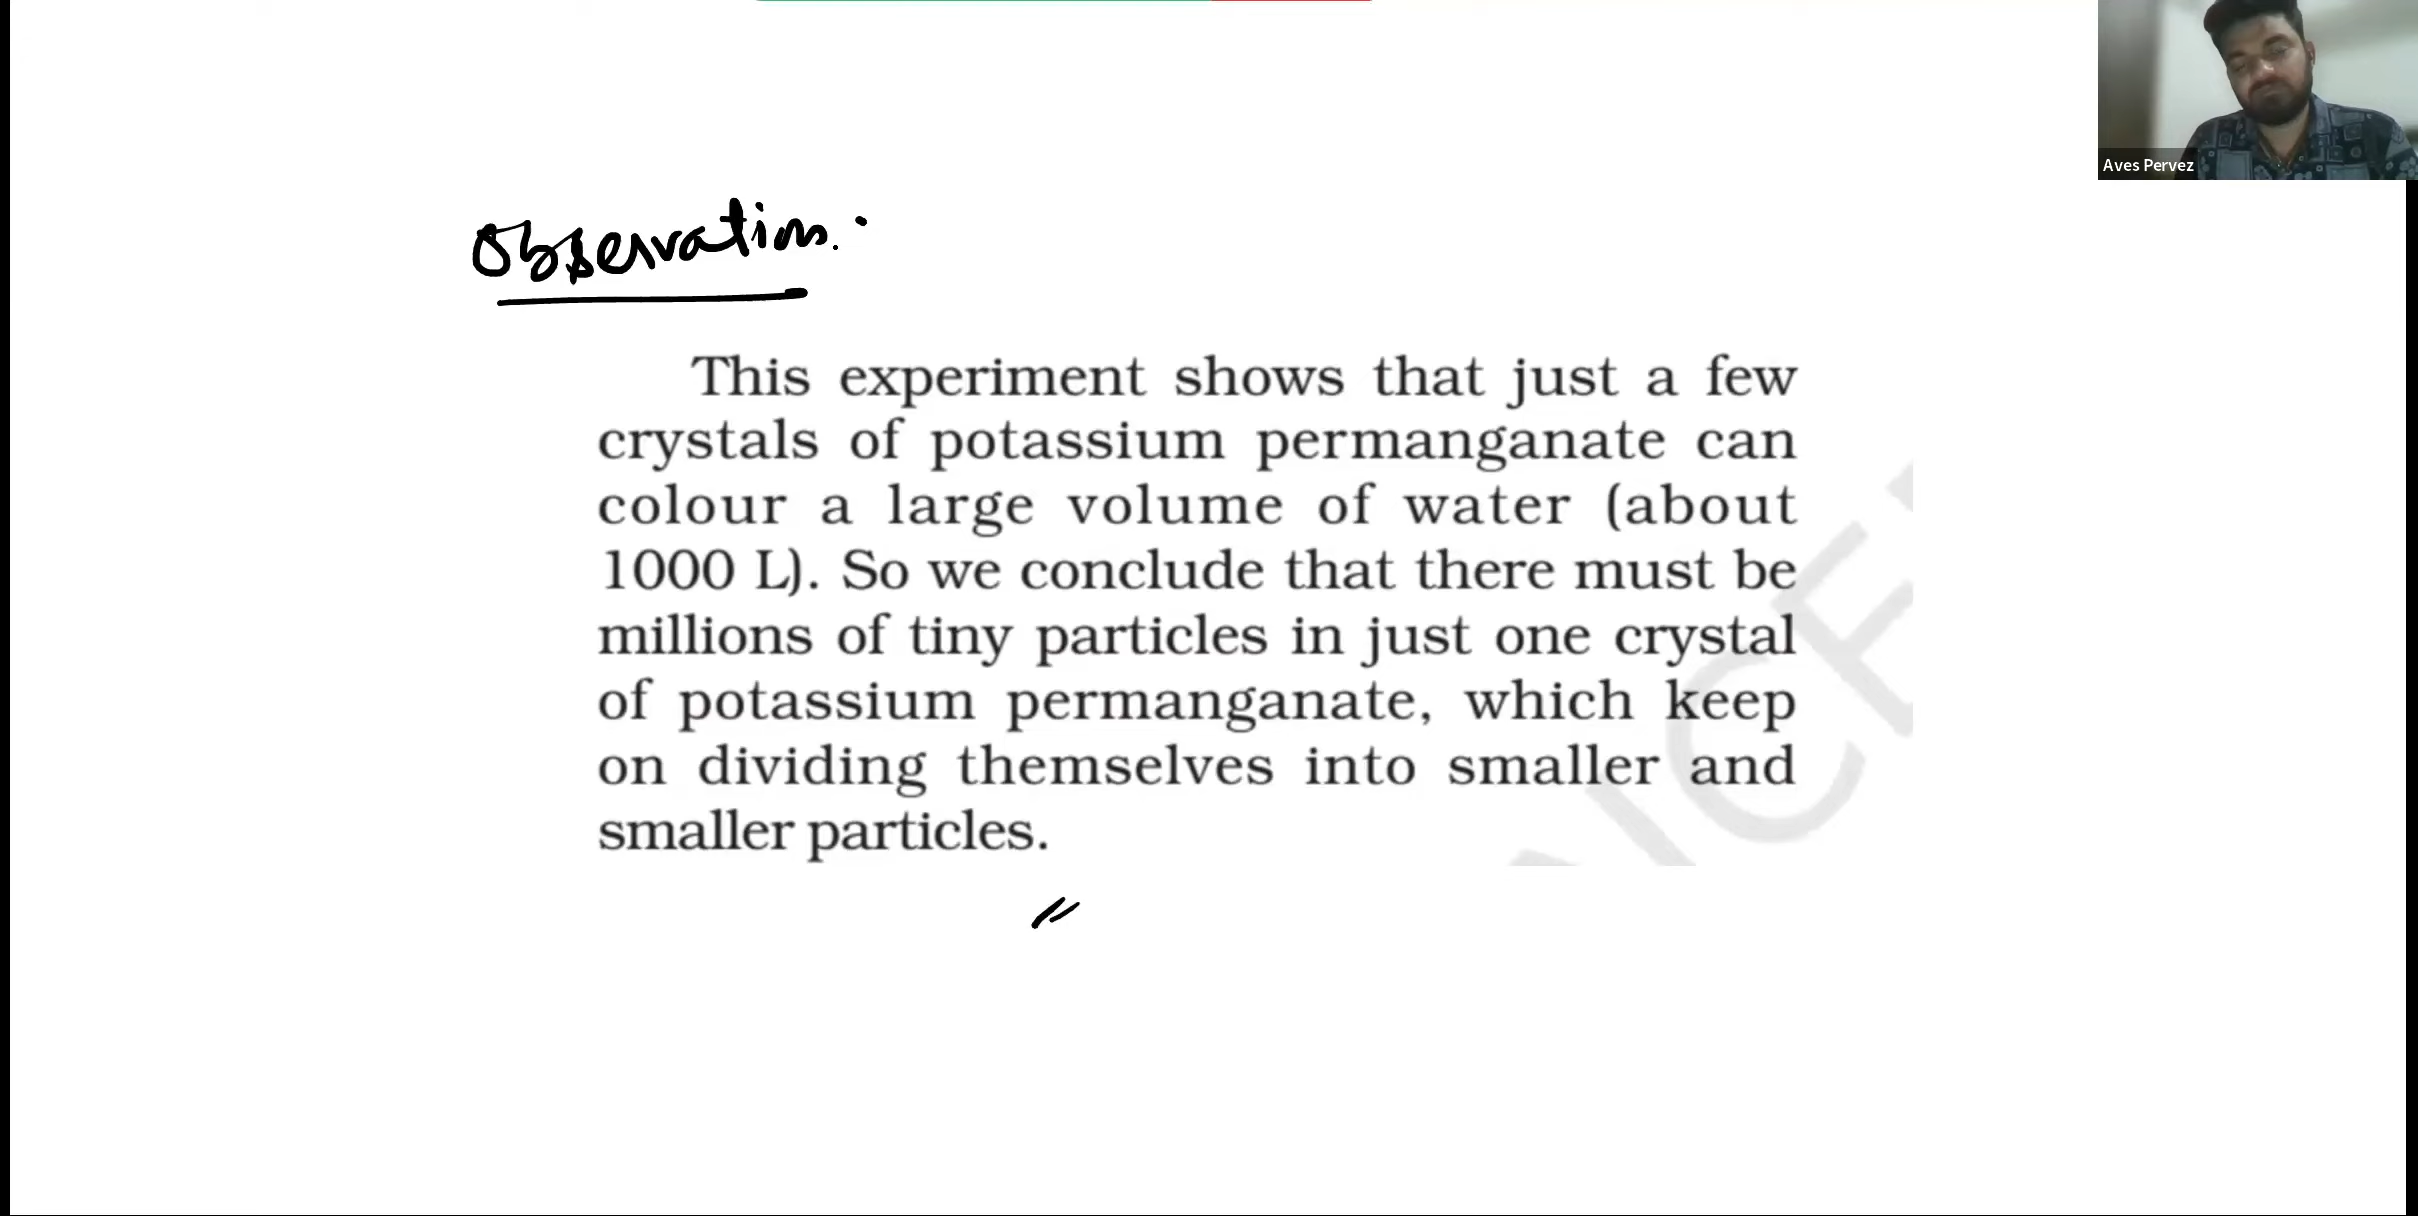 Aves Pervez
Observation:
This experiment shows that just a few
crystals of potassium permanganate can
colour a large volume of water (about
1000 L). So we conclude that there must be
millions of tiny particles in just one crystal
of potassium permanganate, which keep
on dividing themselves into smaller and
smaller particles.